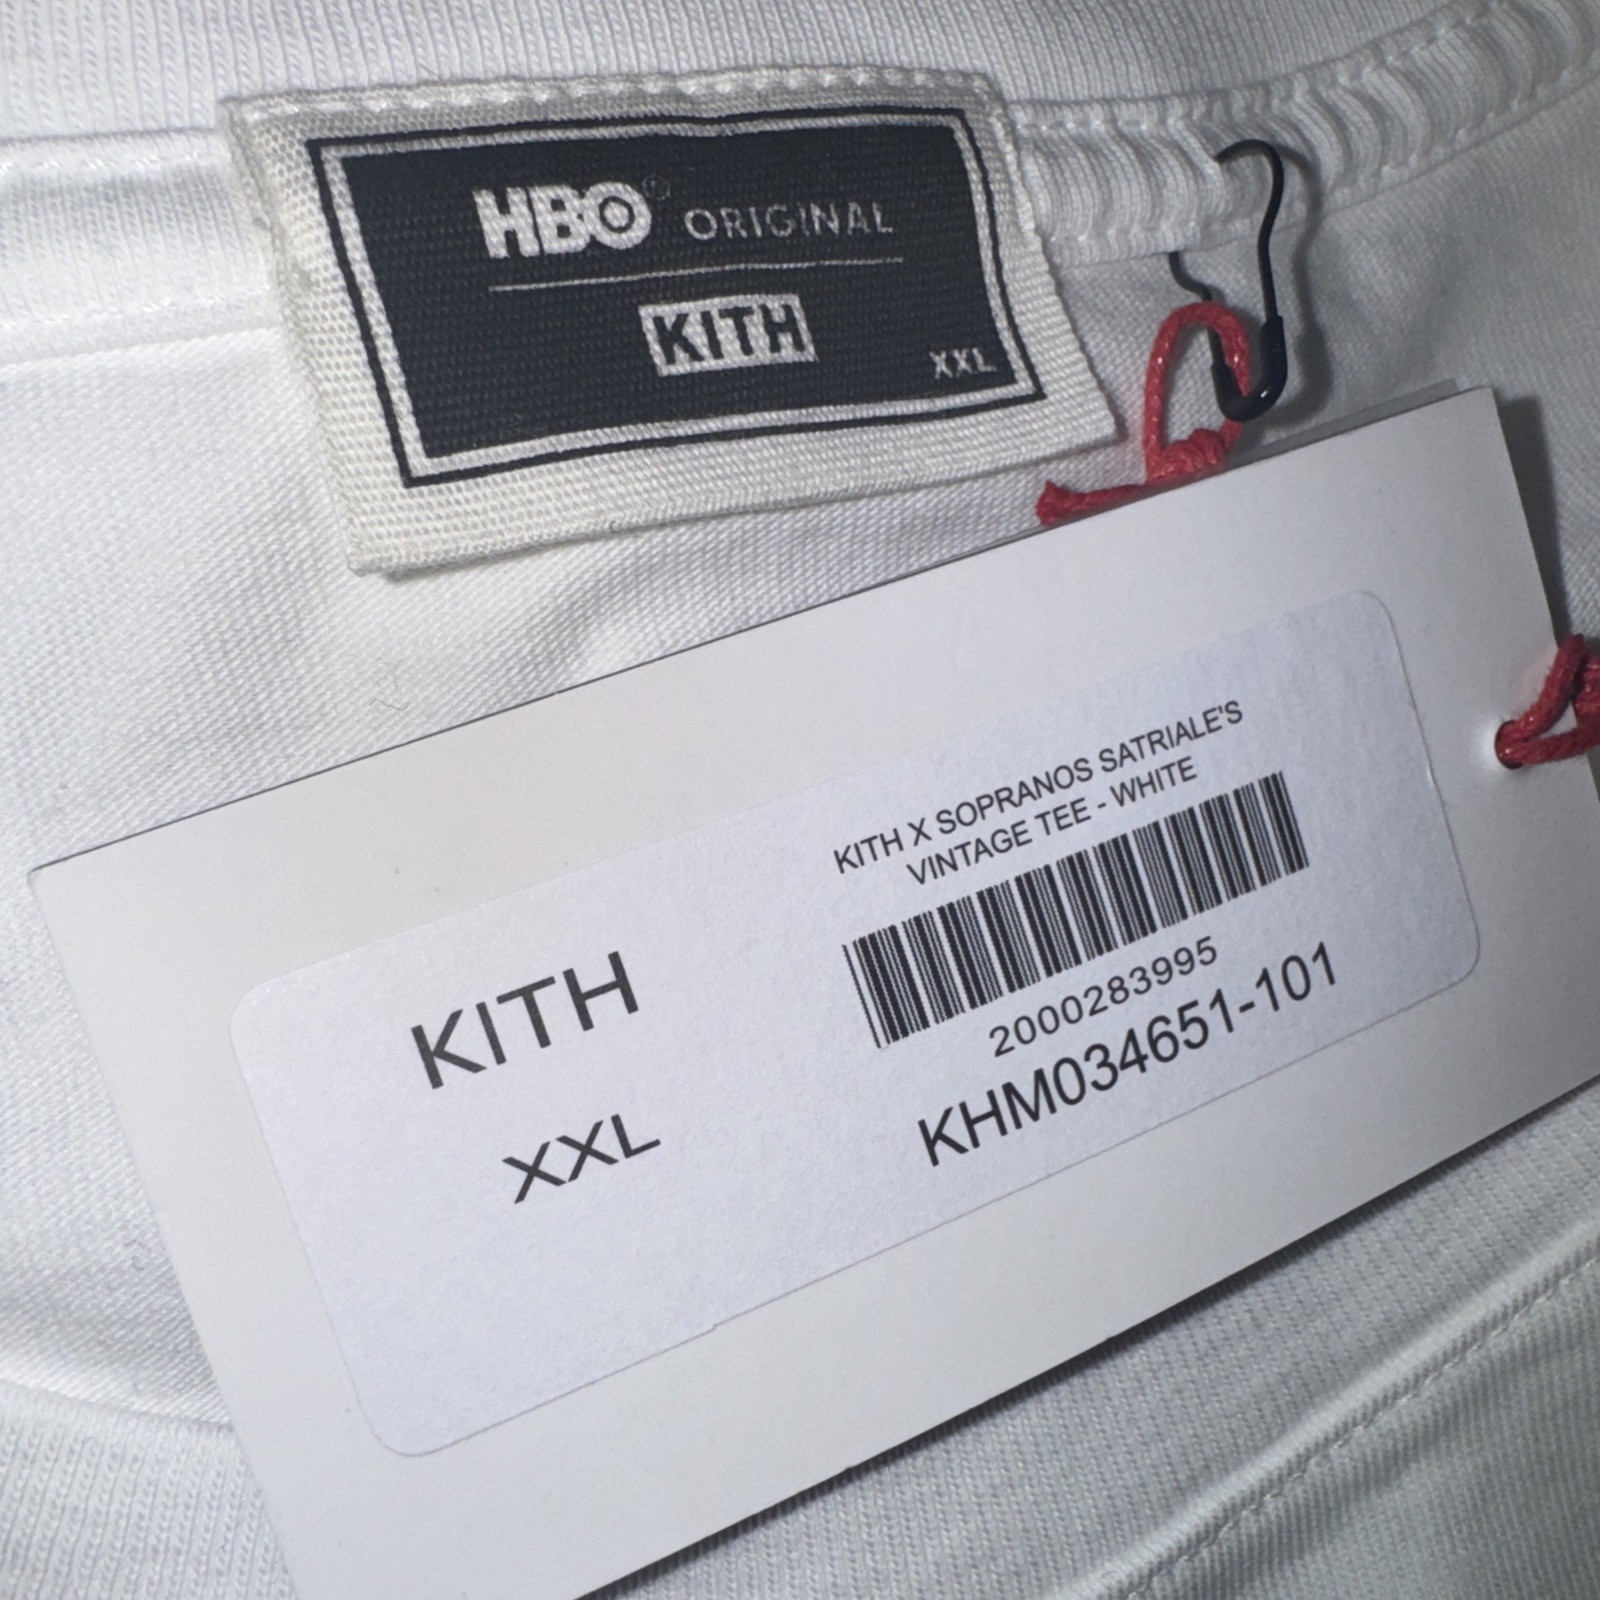 HBO® ORIGINAL
KITH
XXL
KITH X SOPRANOS SATRIALE'S
VINTAGE TEE - WHITE
2000283995
KHM034651-101
KITH
XXL